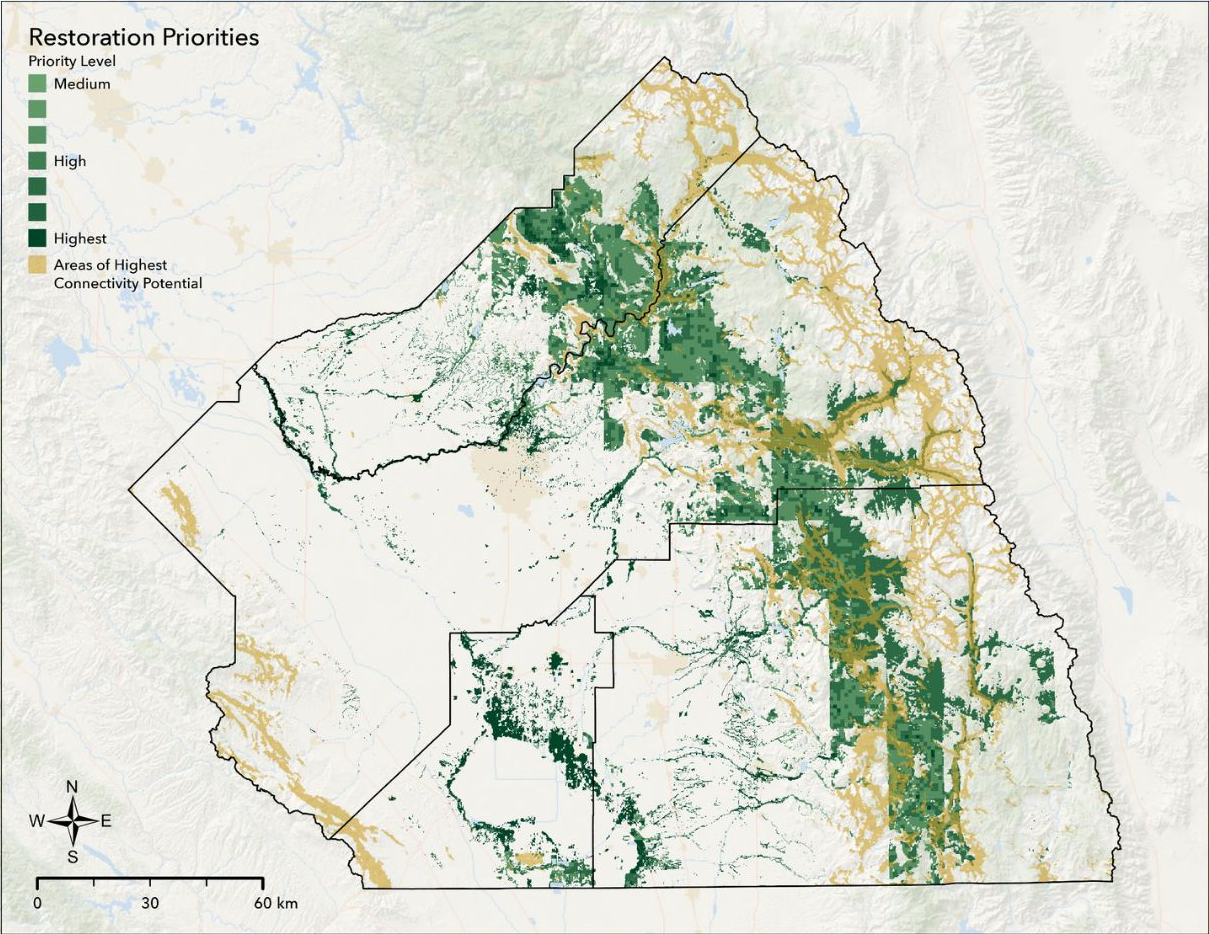 Restoration Priorities
Priority Level
Medium
High
Highest
Areas of Highest
Connectivity Potential
N
W E
S
0 30 60 km